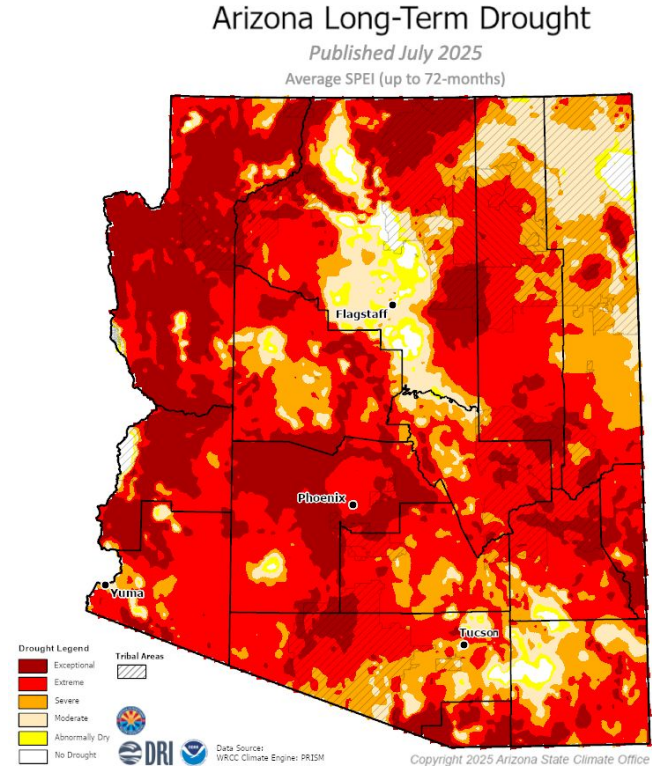 Arizona Long-Term Drought
Published July 2025
Average SPEI (up to 72-months)
Flagstaff
Phoenix
Yuma
Tucson
Drought Legend
Exceptional
Extreme
Severe
Moderate
Abnormally Dry
No Drought
Tribal Areas
DRI
Data Source:
WRCC Climate Engine: PRISM
Copyright 2025 Arizona State Climate Office